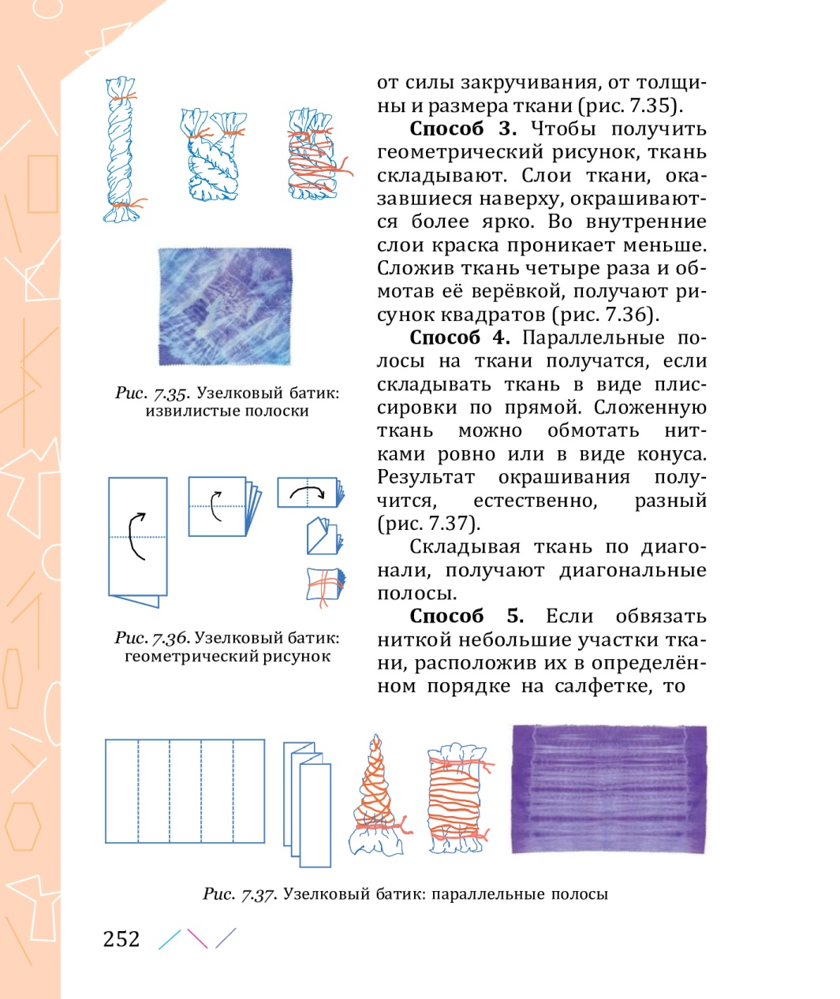 от силы закручивания, от толщи-
ны и размера ткани (рис. 7.35).
Способ 3. Чтобы получить
геометрический рисунок, ткань
складывают. Слои ткани, ока-
завшиеся наверху, окрашивают-
ся более ярко. Во внутренние
слои краска проникает меньше.
Сложив ткань четыре раза и об-
мотав её верёвкой, получают ри-
сунок квадратов (рис. 7.36).
Способ 4. Параллельные по-
лосы на ткани получатся, если
складывать ткань в виде плис-
сировки по прямой. Сложенную
ткань можно обмотать нит-
ками ровно или в виде конуса.
Результат окрашивания полу-
чится, естественно, разный
(рис. 7.37).
Складывая ткань по диаго-
нали, получают диагональные
полосы.
Способ 5. Если обвязать
ниткой небольшие участки тка-
ни, расположив их в определён-
ном порядке на салфетке, то
Рис. 7.35. Узелковый батик:
извилистые полоски
Рис. 7.36. Узелковый батик:
геометрический рисунок
Рис. 7.37. Узелковый батик: параллельные полосы
252